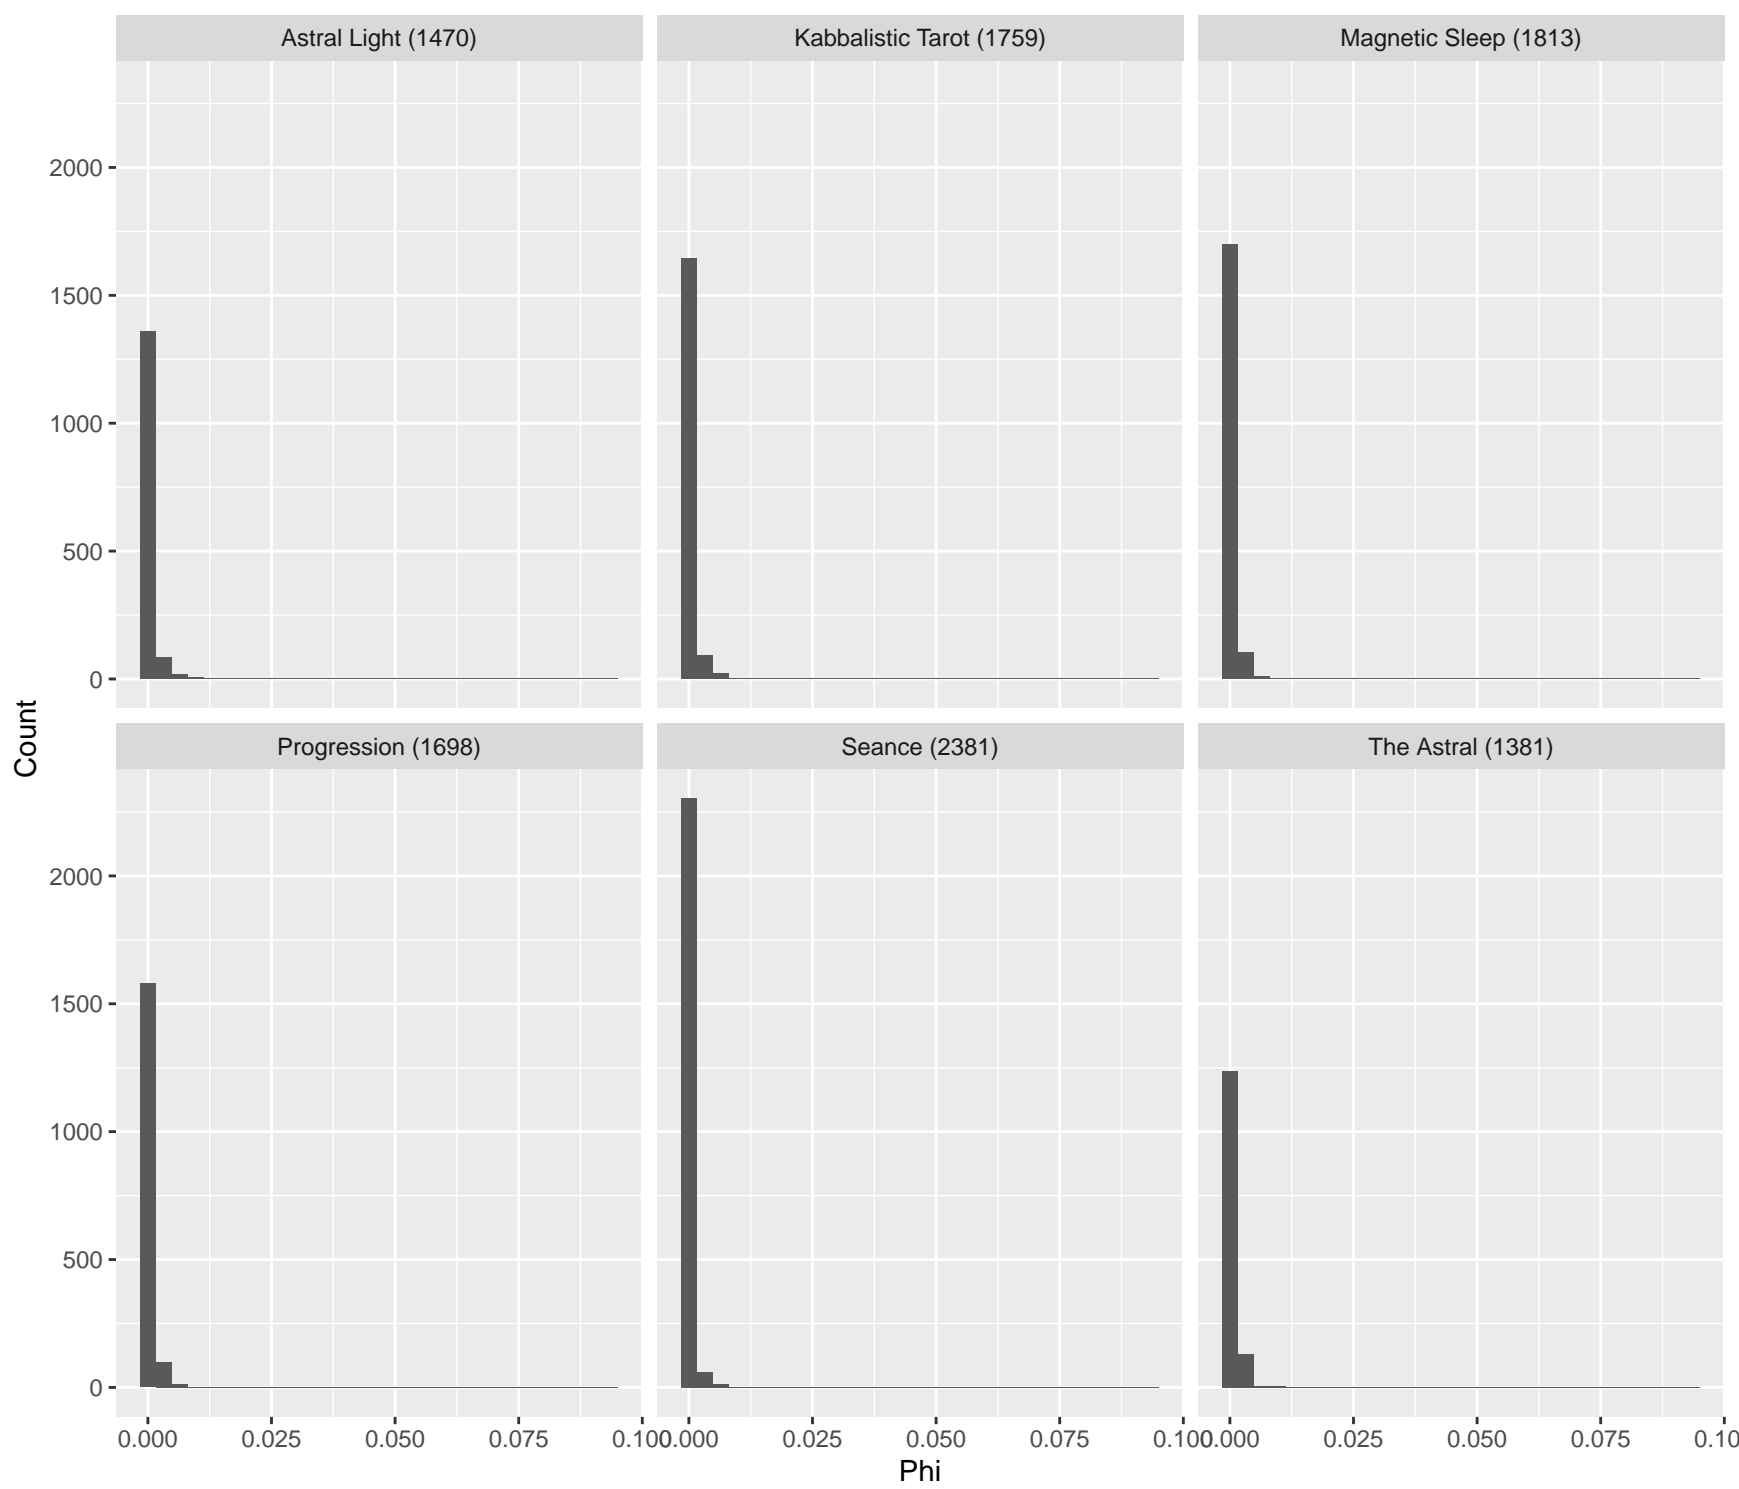 Astral Light (1470)
Kabbalistic Tarot (1759)
Magnetic Sleep (1813)
2000
1500
1000
500
0
Progression (1698)
Seance (2381)
The Astral (1381)
2000
1500
1000
500
0
Count
0.000 0.025 0.050 0.075 0.100
0.000 0.025 0.050 0.075 0.100
0.000 0.025 0.050 0.075 0.10
Phi